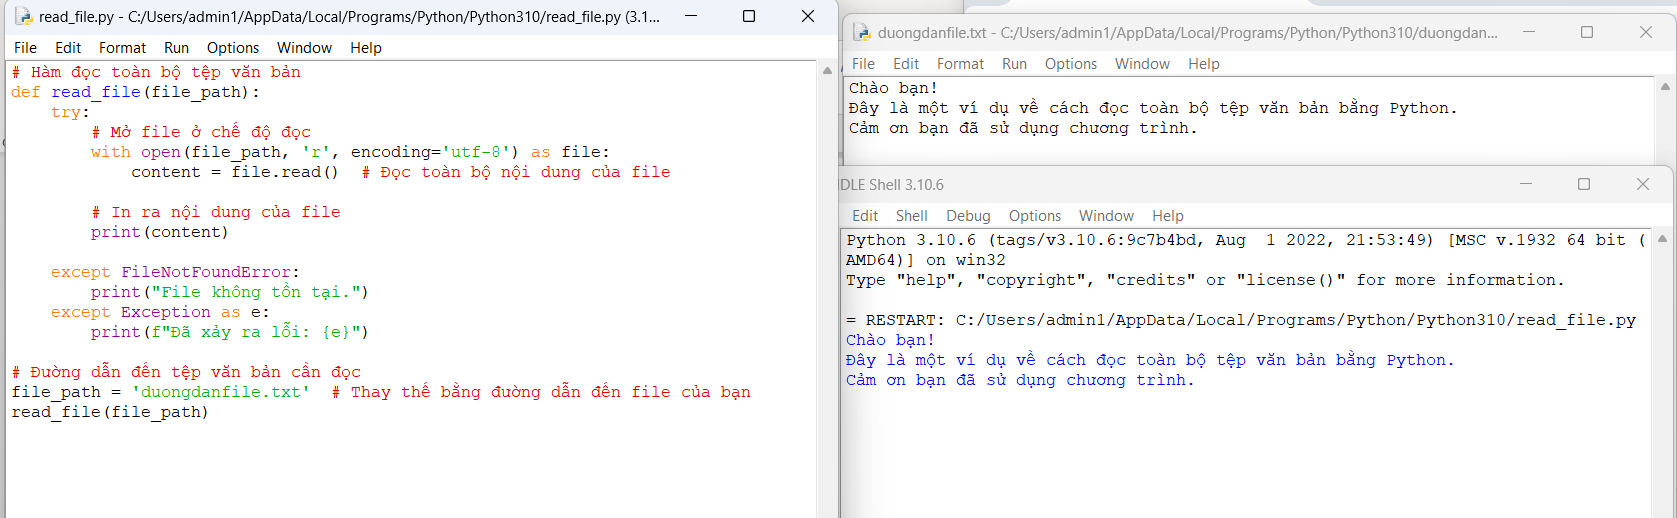 read_file.py - C:/Users/admin1/AppData/Local/Programs/Python/Python310/read_file.py (3.1...
File Edit Format Run Options Window Help
# Hàm đọc toàn bộ tệp văn bản
def read_file(file_path):
    try:
        # Mở file ở chế độ đọc
        with open(file_path, 'r', encoding='utf-8') as file:
            content = file.read()  # Đọc toàn bộ nội dung của file
        # In ra nội dung của file
        print(content)
    except FileNotFoundError:
        print("File không tồn tại.")
    except Exception as e:
        print(f"Đã xảy ra lỗi: {e}")
# Đường dẫn đến tệp văn bản cần đọc
file_path = 'duongdanfile.txt'  # Thay thế bằng đường dẫn đến file của bạn
read_file(file_path)
duongdanfile.txt - C:/Users/admin1/AppData/Local/Programs/Python/Python310/duongdan...
File Edit Format Run Options Window Help
Chào bạn!
Đây là một ví dụ về cách đọc toàn bộ tệp văn bản bằng Python.
Cảm ơn bạn đã sử dụng chương trình.
IDLE Shell 3.10.6
Edit Shell Debug Options Window Help
Python 3.10.6 (tags/v3.10.6:9c7b4bd, Aug  1 2022, 21:53:49) [MSC v.1932 64 bit (
AMD64)] on win32
Type "help", "copyright", "credits" or "license()" for more information.
= RESTART: C:/Users/admin1/AppData/Local/Programs/Python/Python310/read_file.py
Chào bạn!
Đây là một ví dụ về cách đọc toàn bộ tệp văn bản bằng Python.
Cảm ơn bạn đã sử dụng chương trình.